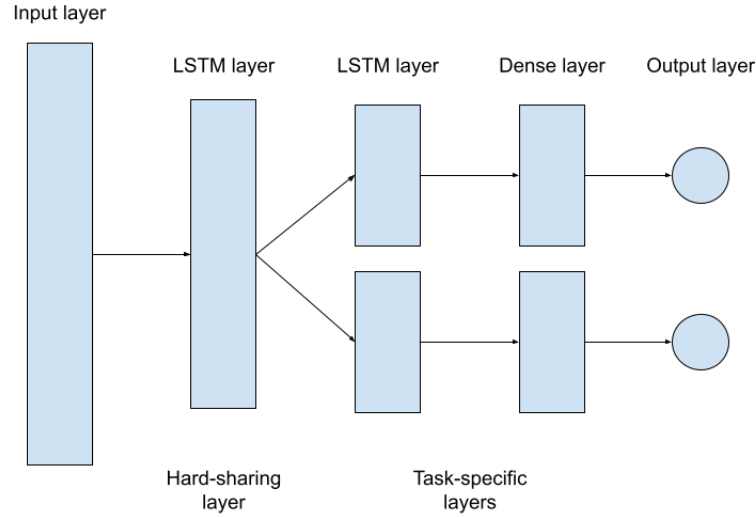 Input layer
LSTM layer
LSTM layer
Dense layer
Output layer
Hard-sharing
layer
Task-specific
layers